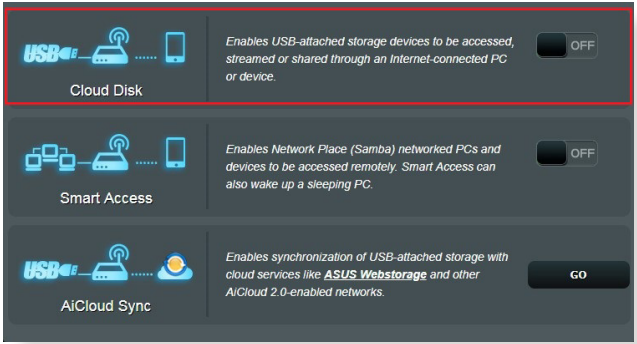 Enables USB-attached storage devices to be accessed,
streamed or shared through an Internet-connected PC
or device.
OFF
USB
Cloud Disk
Enables Network Place (Samba) networked PCs and
devices to be accessed remotely. Smart Access can
also wake up a sleeping PC.
OFF
Smart Access
Enables synchronization of USB-attached storage with
cloud services like ASUS Webstorage and other
AiCloud 2.0-enabled networks.
GO
USB
AiCloud Sync